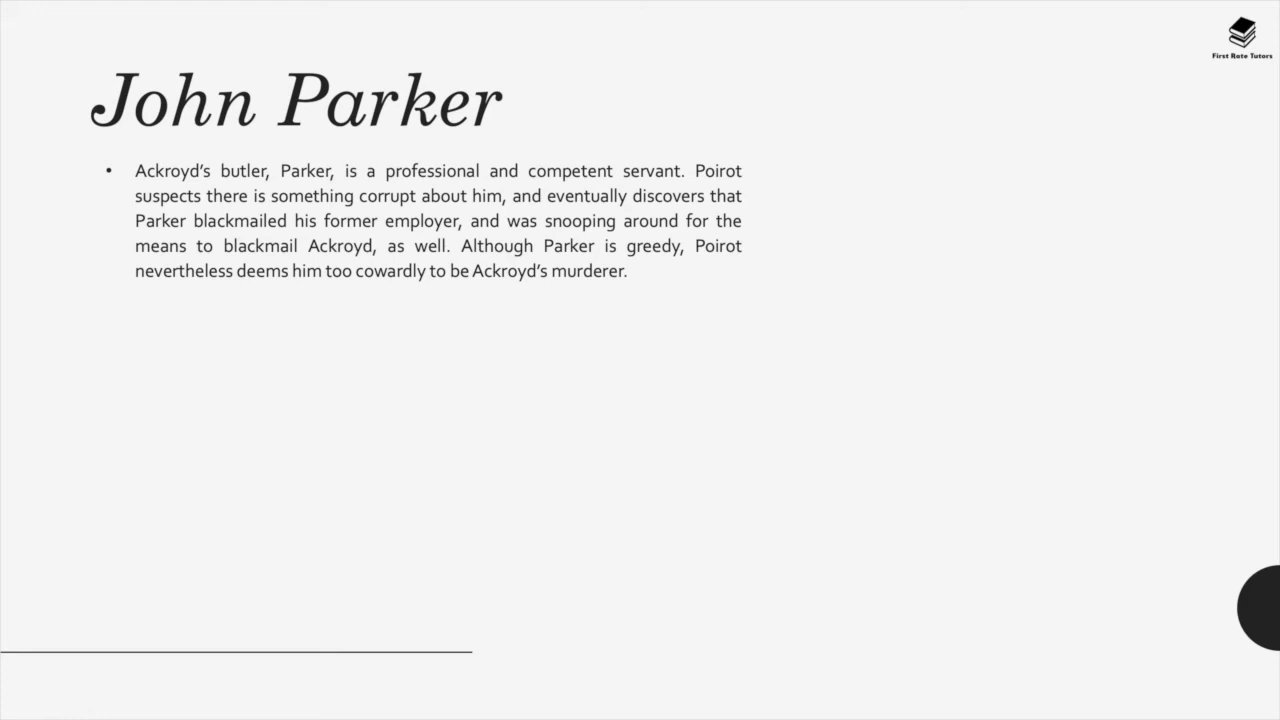 First Rate Tutors
John Parker
• Ackroyd’s butler, Parker, is a professional and competent servant. Poirot
suspects there is something corrupt about him, and eventually discovers that
Parker blackmailed his former employer, and was snooping around for the
means to blackmail Ackroyd, as well. Although Parker is greedy, Poirot
nevertheless deems him too cowardly to be Ackroyd’s murderer.